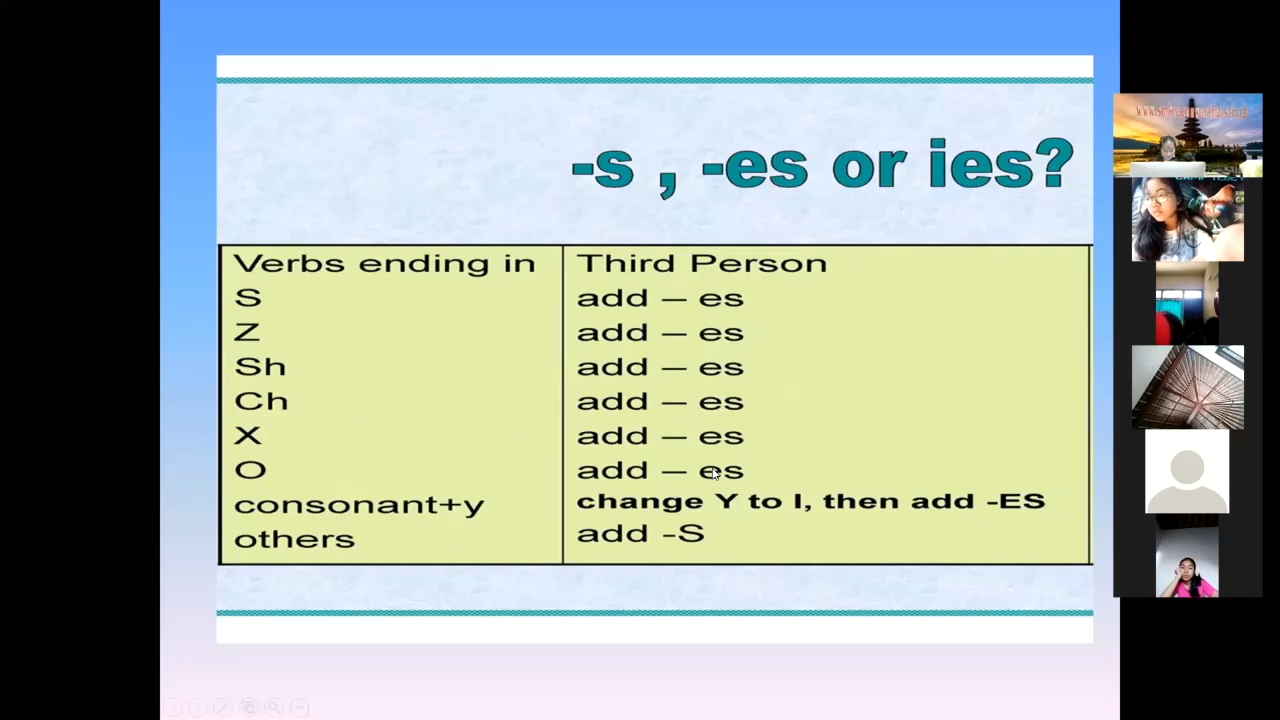 -s , -es or ies?
Verbs ending in Third Person
S add – es
Z add – es
Sh add – es
Ch add – es
X add – es
O add – es
consonant+y change Y to I, then add -ES
others add -S